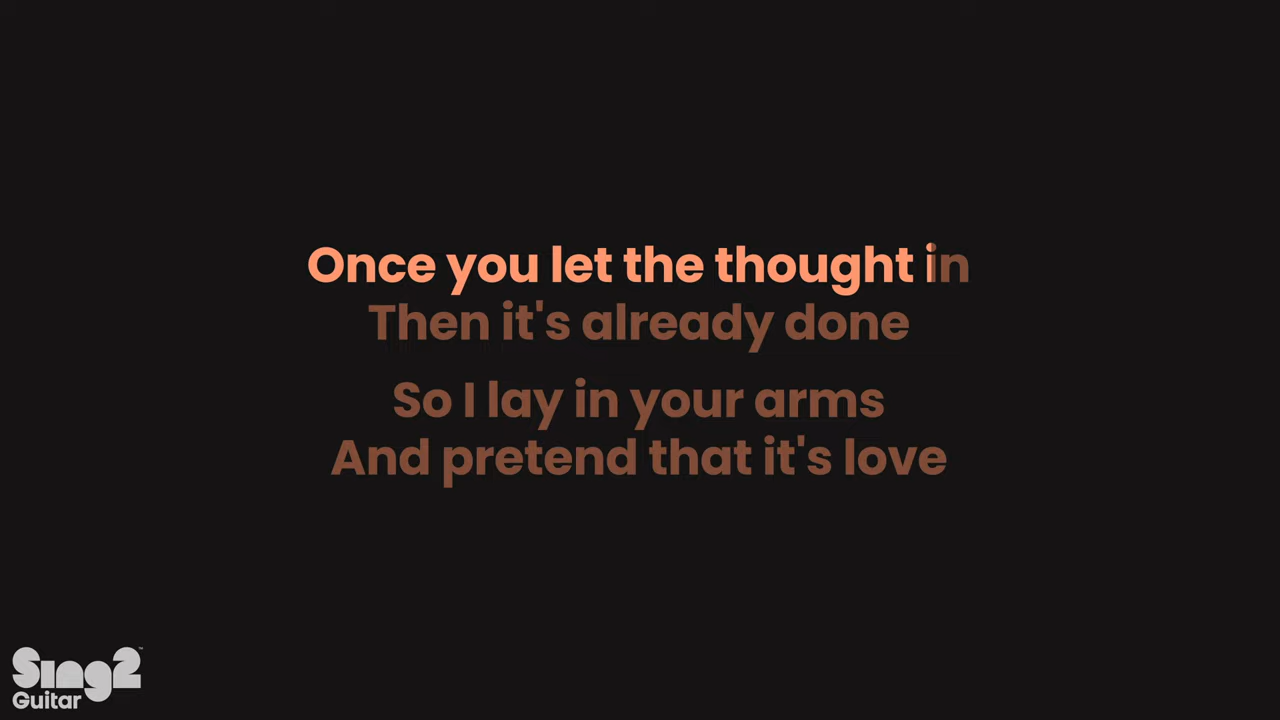 Once you let the thought in
Then it's already done
So I lay in your arms
And pretend that it's love
Sing2™
Guitar